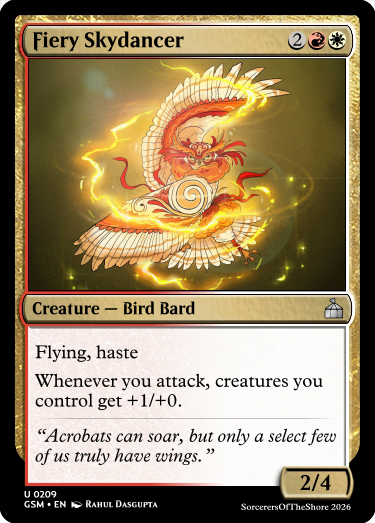 Fiery Skydancer 2
Creature — Bird Bard
Flying, haste
Whenever you attack, creatures you
control get +1/+0.
“Acrobats can soar, but only a select few
of us truly have wings.”
2/4
U 0209
GSM • EN Rahul Dasgupta
SorcerersOfTheShore 2026